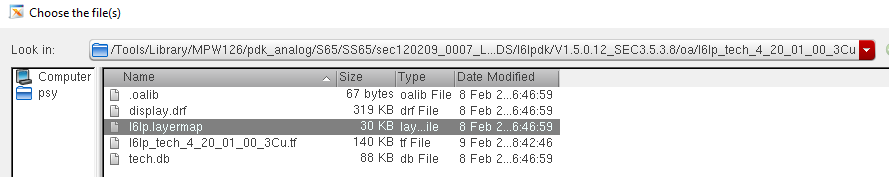 Choose the file(s)
Look in: /Tools/Library/MPW126/pdk_analog/S65/SS65/sec120209_0007_L...DS/l6lpdk/V1.5.0.12_SEC3.5.3.8/oa/l6lp_tech_4_20_01_00_3Cu
Computer
psy
Name Size Type Date Modified
.oalib 67 bytes oalib File 8 Feb 2...6:46:59
display.drf 319 KB drf File 8 Feb 2...6:46:59
l6lp.layermap 30 KB lay...ile 8 Feb 2...6:46:59
l6lp_tech_4_20_01_00_3Cu.tf 140 KB tf File 9 Feb 2...8:42:46
tech.db 88 KB db File 8 Feb 2...6:46:59